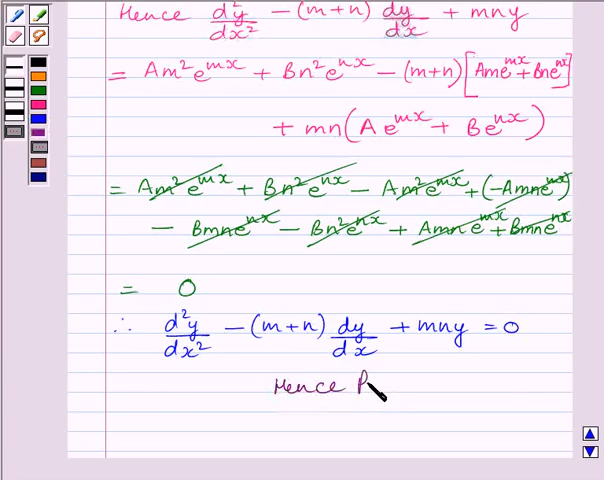 Hence d²y/dx² - (m+n) dy/dx + mny
= Am²e^mx + Bn²e^nx - (m+n) [Ame^mx + Bne^nx]
+ mn(Ae^mx + Be^nx)
= Am²e^mx + Bn²e^nx - Am²e^mx + (-Amne^mx)
- Bmne^nx - Bn²e^nx + Amne^mx + Bmne^nx
= 0
∴ d²y/dx² - (m+n) dy/dx + mny = 0
Hence P